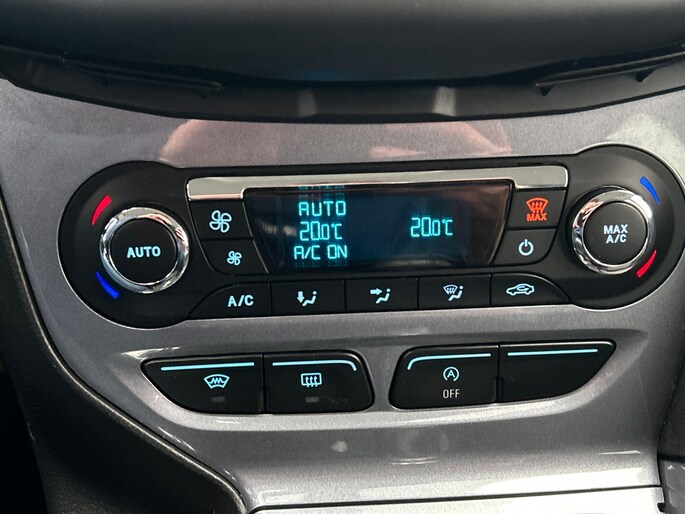 AUTO
20.0°C
20.0°C
A/C ON
MAX
AUTO
MAX
A/C
A/C
OFF
A